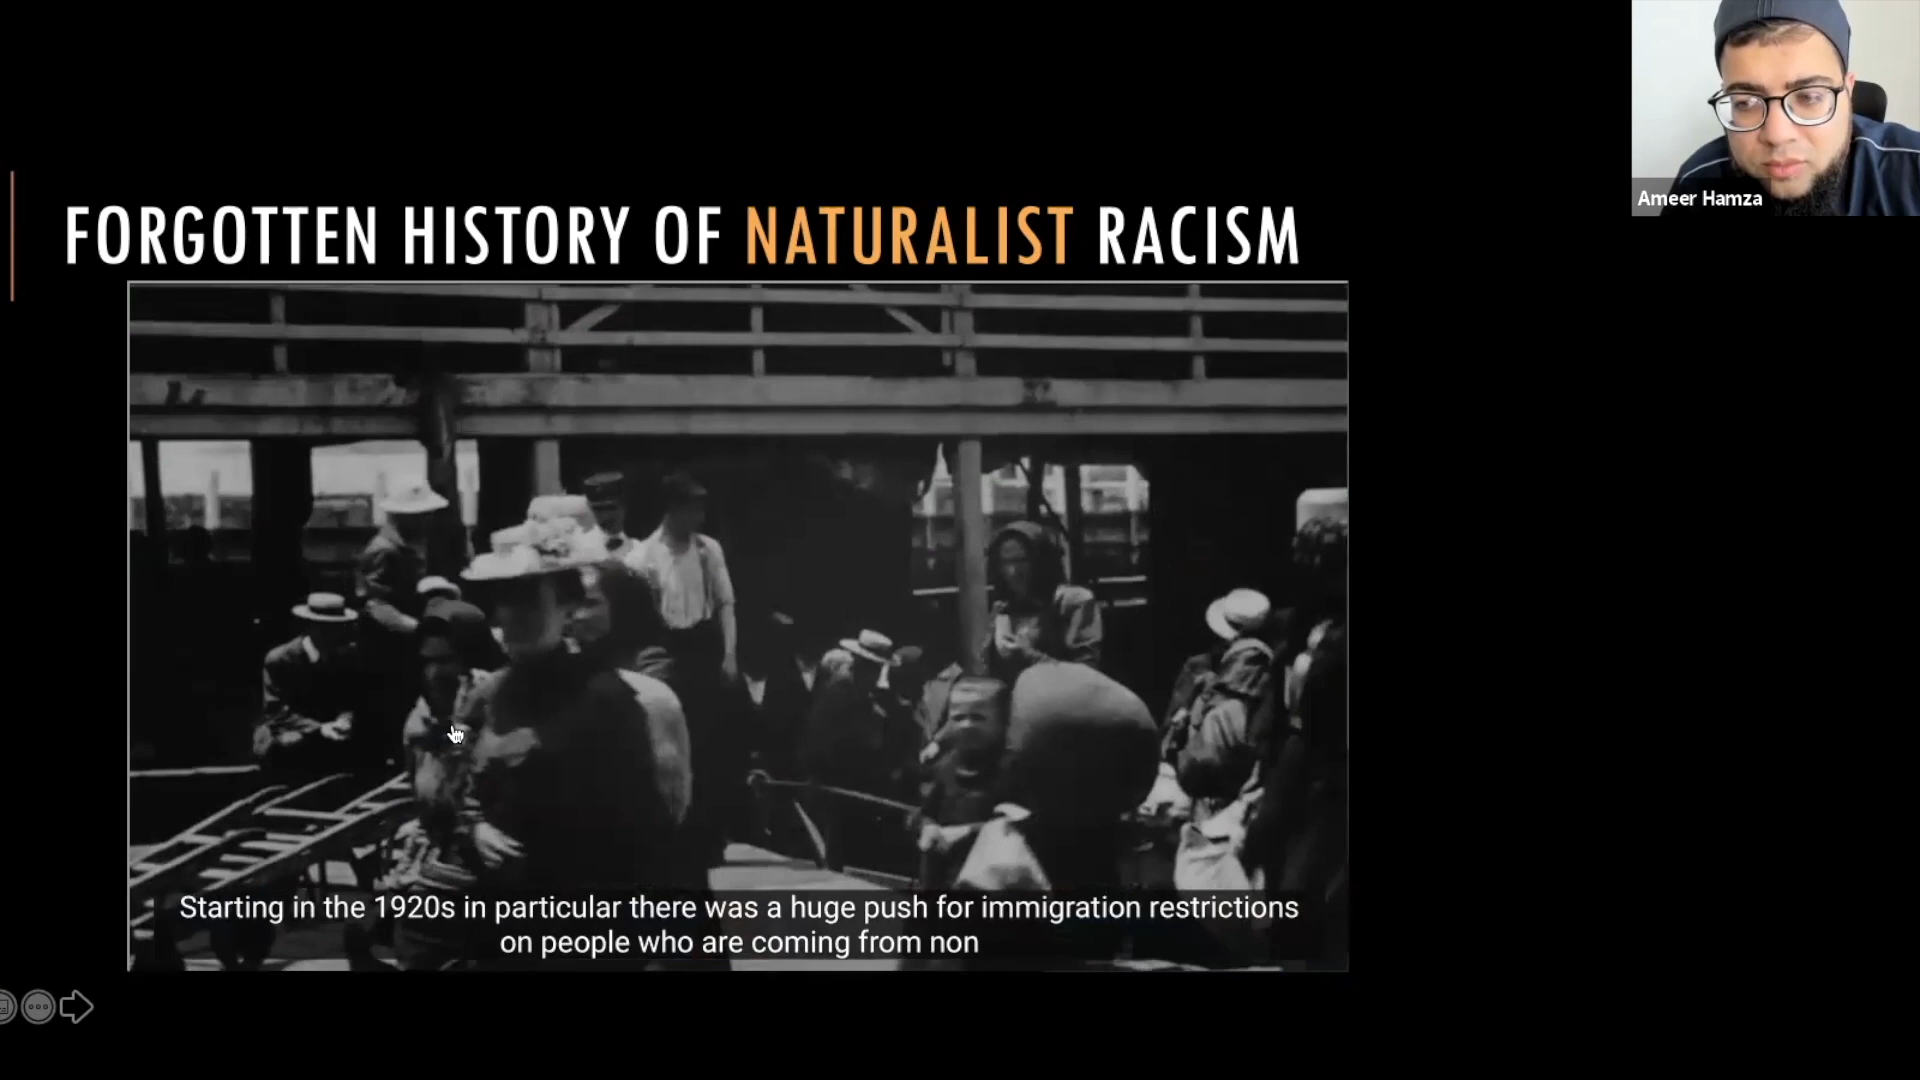 FORGOTTEN HISTORY OF NATURALIST RACISM
Ameer Hamza
Starting in the 1920s in particular there was a huge push for immigration restrictions
on people who are coming from non